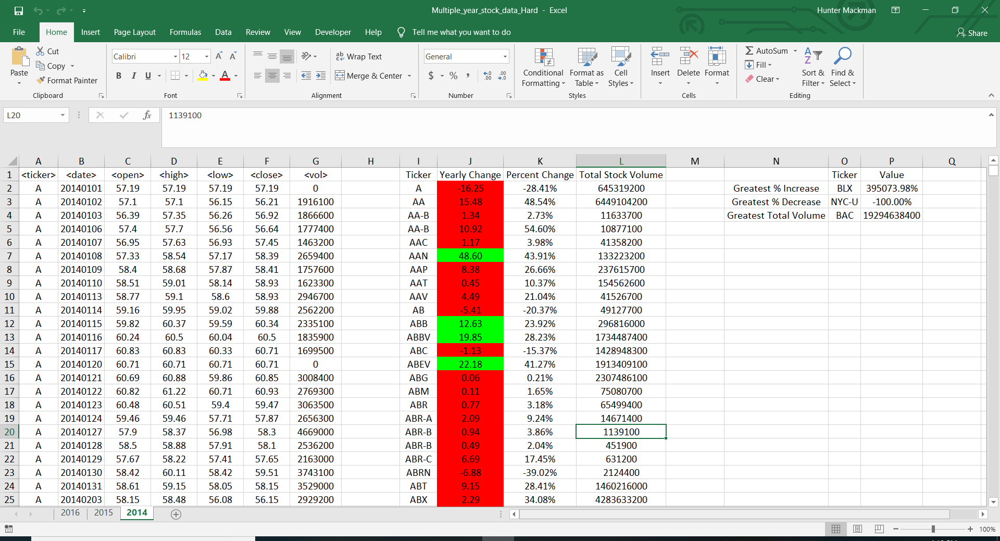 Multiple_year_stock_data_Hard - Excel
Hunter Mackman
File Home Insert Page Layout Formulas Data Review View Developer Help Tell me what you want to do
Share
Paste
Cut
Copy
Format Painter
Clipboard
Calibri 12
B I U
Font
Wrap Text
Merge & Center
Alignment
General
$ % ,
Number
Conditional Formatting
Format as Table
Cell Styles
Styles
Insert Delete Format
Cells
AutoSum
Fill
Clear
Sort & Filter
Find & Select
Editing
L20 fx 1139100
A B C D E F G H I J K L M N O P Q
1 <ticker> <date> <open> <high> <low> <close> <vol> Ticker Yearly Change Percent Change Total Stock Volume Ticker Value
2 A 20140101 57.19 57.19 57.19 57.19 0 A -16.25 -28.41% 645319200 Greatest % Increase BLX 395073.98%
3 A 20140102 57.1 57.1 56.15 56.21 1916100 AA 15.48 48.54% 6449104200 Greatest % Decrease NYC-U -100.00%
4 A 20140103 56.39 57.35 56.26 56.92 1866600 AA-B 1.34 2.73% 11633700 Greatest Total Volume BAC 19294638400
5 A 20140106 57.4 57.7 56.56 56.64 1777400 AA-B 10.92 54.60% 10877100
6 A 20140107 56.95 57.63 56.93 57.45 1463200 AAC 1.17 3.98% 41358200
7 A 20140108 57.33 58.54 57.17 58.39 2659400 AAN 48.60 43.91% 133223200
8 A 20140109 58.4 58.68 57.87 58.41 1757600 AAP 8.38 26.66% 237615700
9 A 20140110 58.51 59.01 58.14 58.93 1623300 AAT 0.45 10.37% 154562600
10 A 20140113 58.77 59.1 58.6 58.93 2946700 AAV 4.49 21.04% 41526700
11 A 20140114 59.16 59.95 59.02 59.88 2562200 AB -5.41 -20.37% 49127700
12 A 20140115 59.82 60.37 59.59 60.34 2335100 ABB 12.63 23.92% 296816000
13 A 20140116 60.24 60.5 60.04 60.5 1835900 ABBV 19.85 28.23% 1734487400
14 A 20140117 60.83 60.83 60.33 60.71 1699500 ABC -1.13 -15.37% 1428948300
15 A 20140120 60.71 60.71 60.71 60.71 0 ABEV 22.18 41.27% 1913409100
16 A 20140121 60.69 60.88 59.86 60.85 3008400 ABG 0.06 0.21% 2307486100
17 A 20140122 60.82 61.22 60.71 60.93 2769300 ABM 0.11 1.65% 75080700
18 A 20140123 60.48 60.51 59.4 59.47 3063500 ABR 0.77 3.18% 65499400
19 A 20140124 59.46 59.46 57.71 57.87 2656300 ABR-A 2.09 9.24% 14671400
20 A 20140127 57.9 58.37 56.98 58.3 4669000 ABR-B 0.94 3.86% 1139100
21 A 20140128 58.5 58.88 57.91 58.1 2536200 ABR-B 0.49 2.04% 451900
22 A 20140129 57.67 58.22 57.41 57.65 2163000 ABR-C 6.69 17.45% 631200
23 A 20140130 58.42 60.11 58.42 59.51 3743100 ABRN -6.88 -39.02% 2124400
24 A 20140131 58.61 59.15 58.05 58.15 3529000 ABT 9.15 28.41% 1460216000
25 A 20140203 58.15 58.48 56.08 56.15 2929200 ABX 2.29 34.08% 4283633200
2016 2015 2014
100%